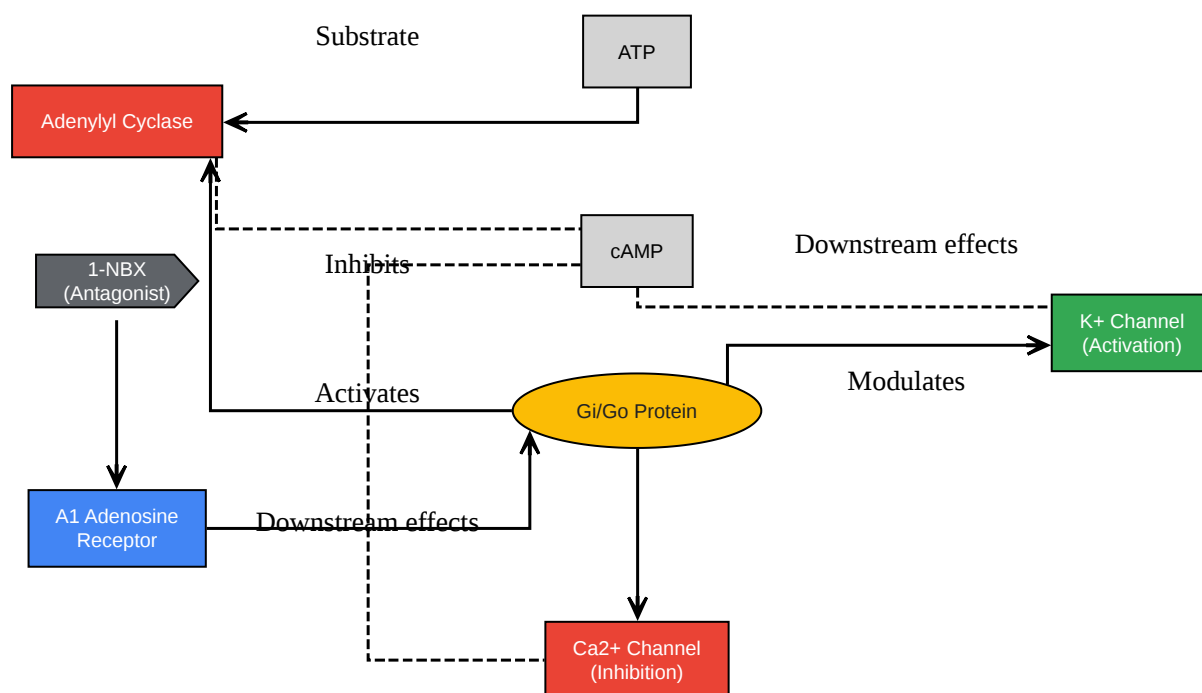 Substrate
ATP
Adenylyl Cyclase
cAMP
Downstream effects
Inhibits
1-NBX
(Antagonist)
K+ Channel
(Activation)
Modulates
Activates
Gi/Go Protein
A1 Adenosine
Receptor
Downstream effects
Ca2+ Channel
(Inhibition)